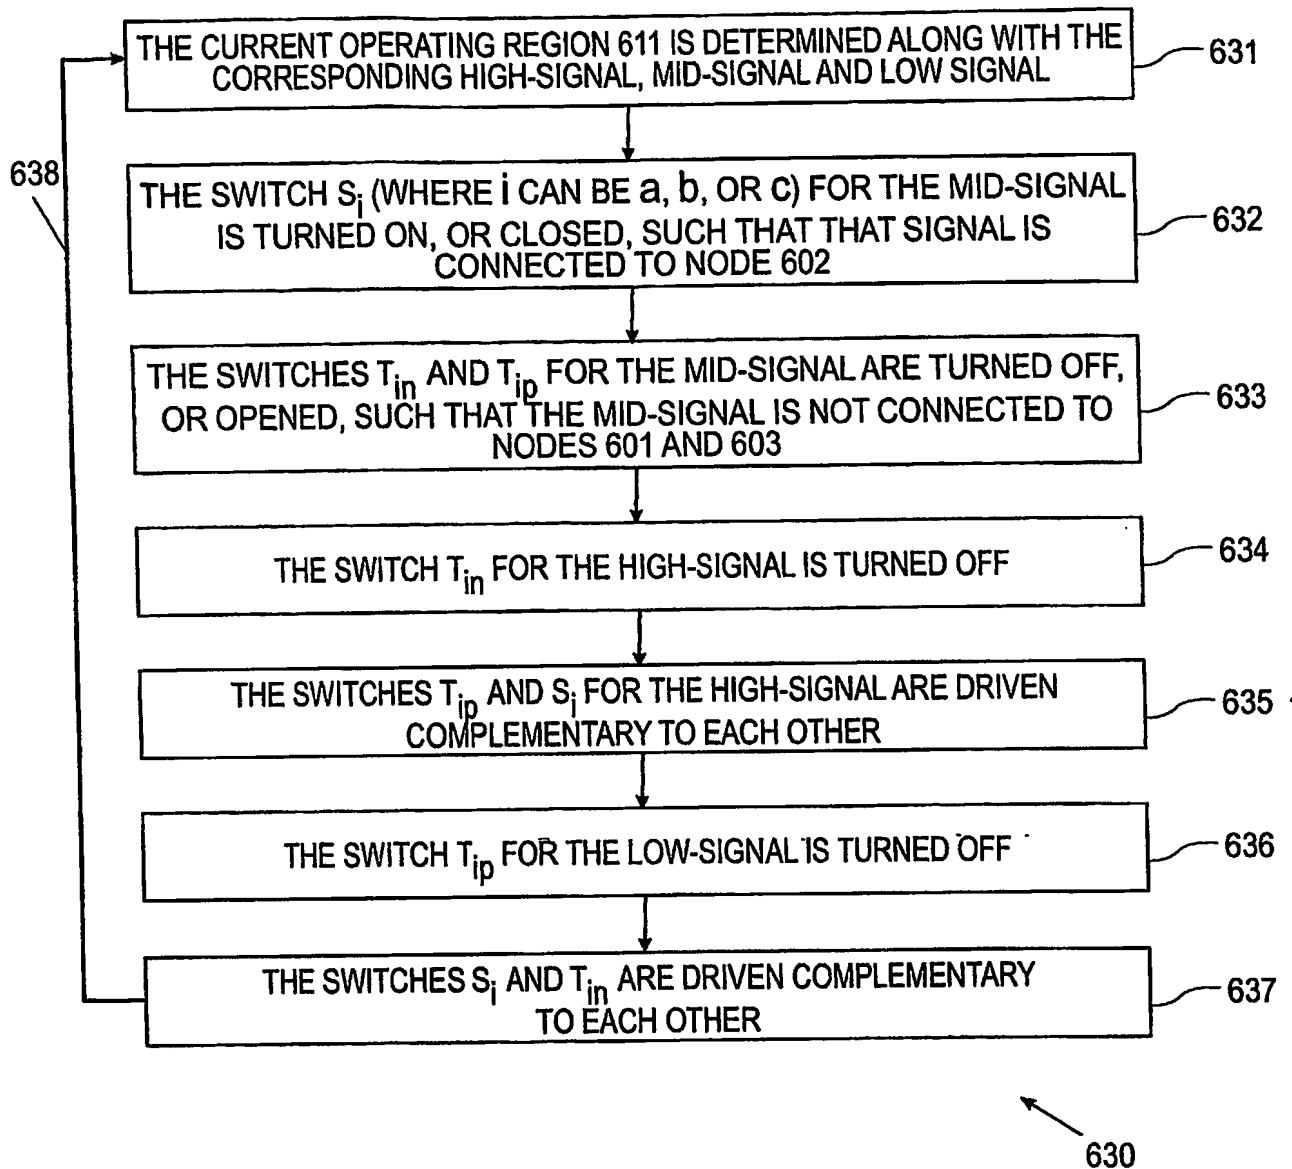 THE CURRENT OPERATING REGION 611 IS DETERMINED ALONG WITH THE
CORRESPONDING HIGH-SIGNAL, MID-SIGNAL AND LOW SIGNAL
631
638
THE SWITCH Si (WHERE i CAN BE a, b, OR c) FOR THE MID-SIGNAL
IS TURNED ON, OR CLOSED, SUCH THAT THAT SIGNAL IS
CONNECTED TO NODE 602
632
THE SWITCHES Tin AND Tip FOR THE MID-SIGNAL ARE TURNED OFF,
OR OPENED, SUCH THAT THE MID-SIGNAL IS NOT CONNECTED TO
NODES 601 AND 603
633
THE SWITCH Tin FOR THE HIGH-SIGNAL IS TURNED OFF
634
THE SWITCHES Tip AND Si FOR THE HIGH-SIGNAL ARE DRIVEN
COMPLEMENTARY TO EACH OTHER
635
THE SWITCH Tip FOR THE LOW-SIGNAL IS TURNED OFF
636
THE SWITCHES Si AND Tin ARE DRIVEN COMPLEMENTARY
TO EACH OTHER
637
630